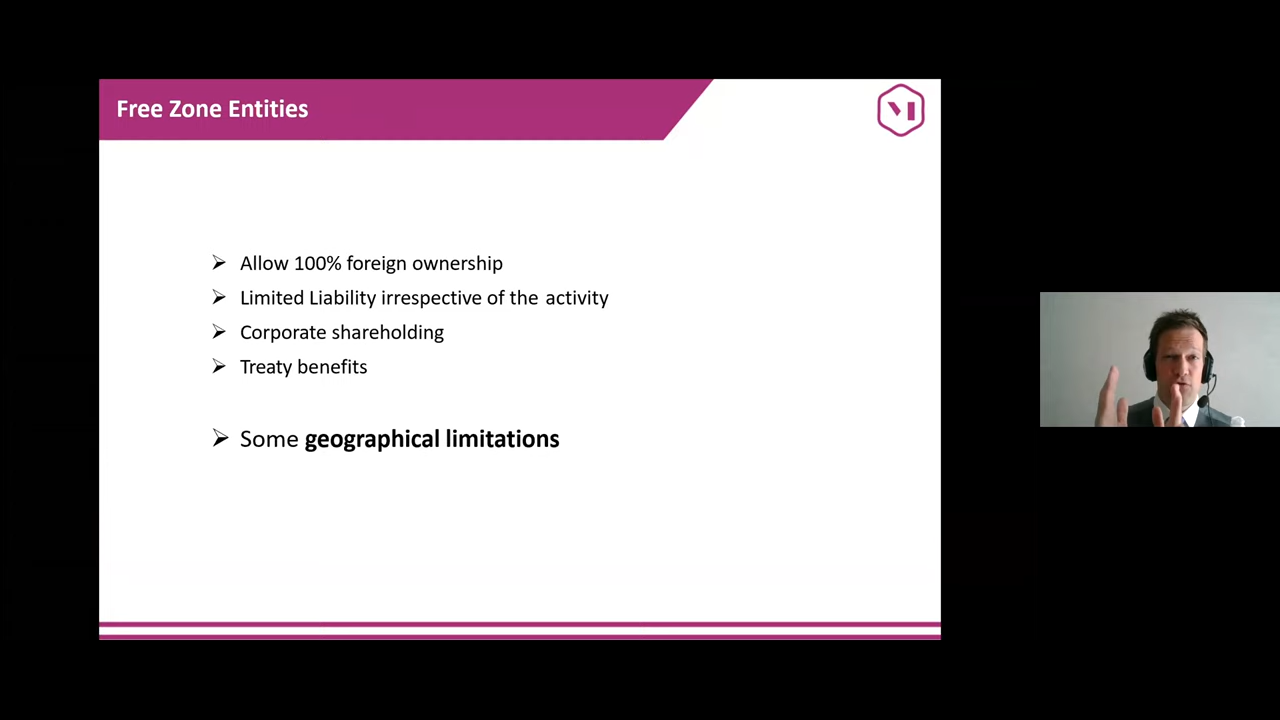 Free Zone Entities
Allow 100% foreign ownership
Limited Liability irrespective of the activity
Corporate shareholding
Treaty benefits
Some geographical limitations